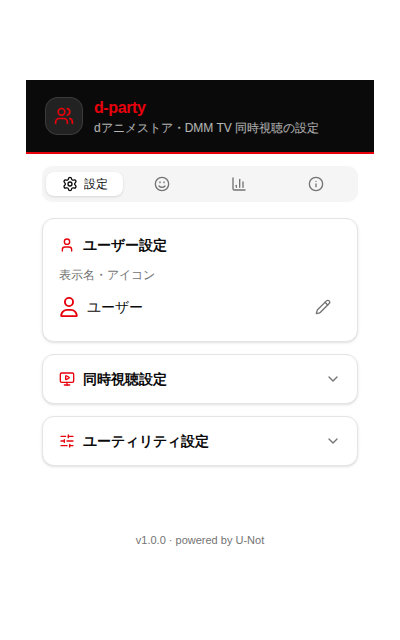 d-party
dアニメストア・DMM TV 同時視聴の設定
設定
ユーザー設定
表示名・アイコン
ユーザー
同時視聴設定
ユーティリティ設定
v1.0.0 · powered by U-Not